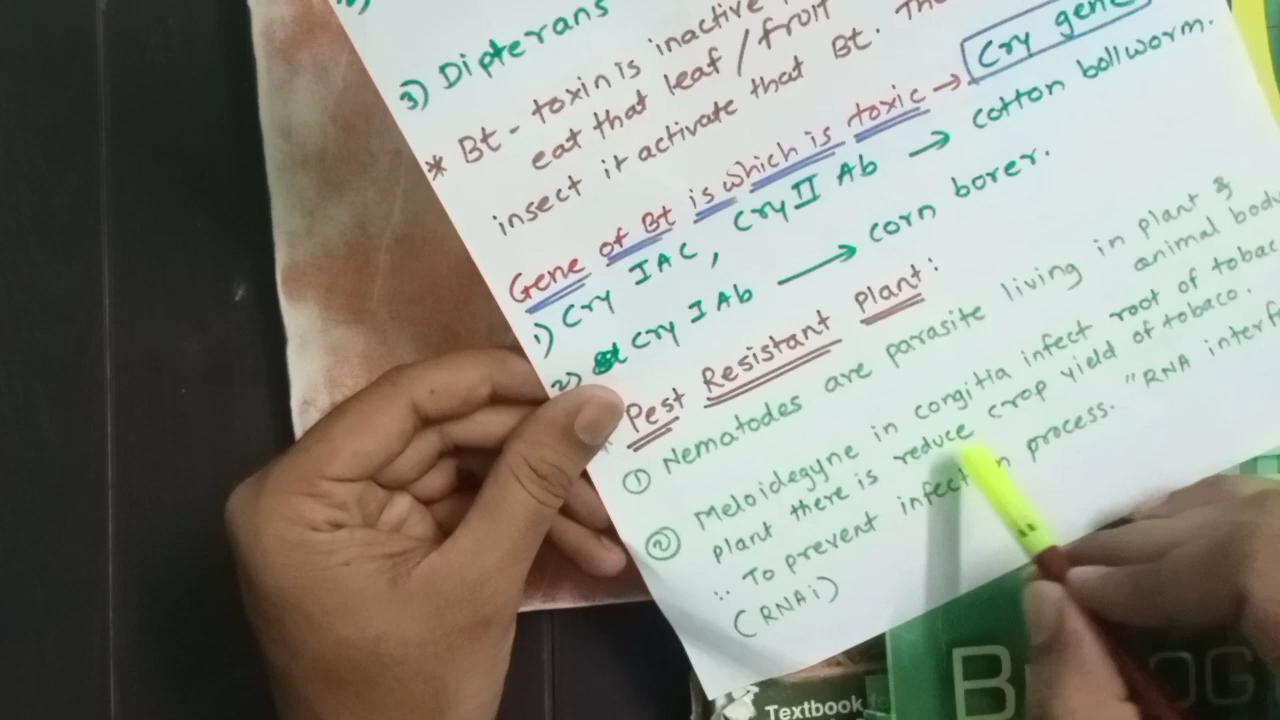 3) Dipterans
* Bt - toxin is inactive
eat that leaf / fruit
insect it activate that Bt.
Gene of Bt is which is toxic → Cry gene
1) Cry IAC, Cry II Ab → cotton bollworm.
2) Cry IAb → corn borer.
* Pest Resistant Plant:
① Nematodes are parasite living in plant &
animal body
② Meloidegyne in congitia infect root of tobac
plant there is reduce crop yield of tobaco.
∴ To prevent infect n process. "RNA interf
(RNAi)
Textbook
B OG